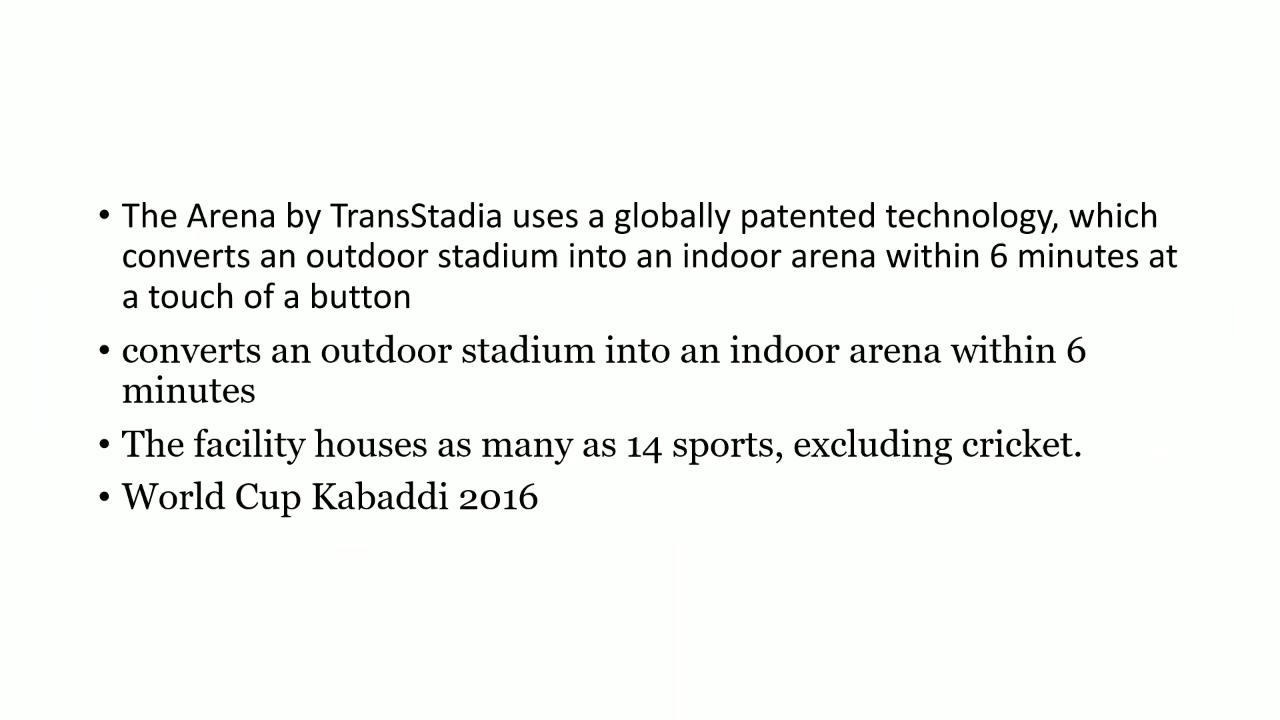 • The Arena by TransStadia uses a globally patented technology, which
converts an outdoor stadium into an indoor arena within 6 minutes at
a touch of a button
• converts an outdoor stadium into an indoor arena within 6
minutes
• The facility houses as many as 14 sports, excluding cricket.
• World Cup Kabaddi 2016